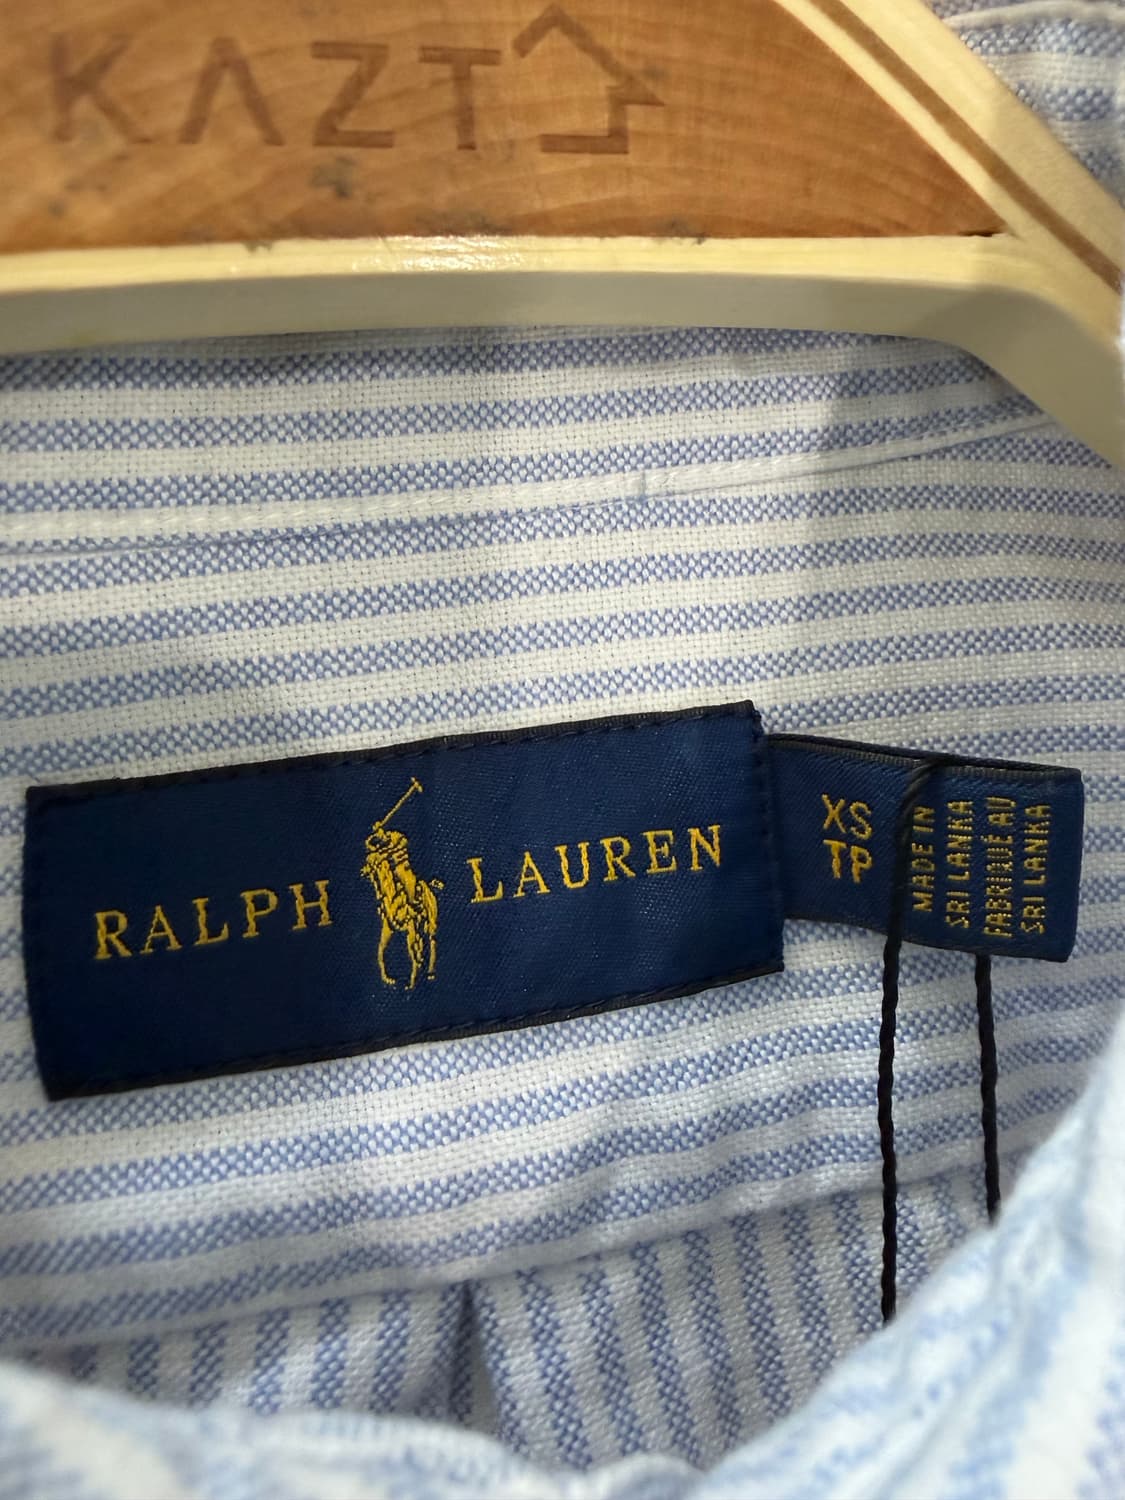 KAZT
RALPH LAUREN
XS
TP
MADE IN
SRI LANKA
FABRIQUÉ AU
SRI LANKA